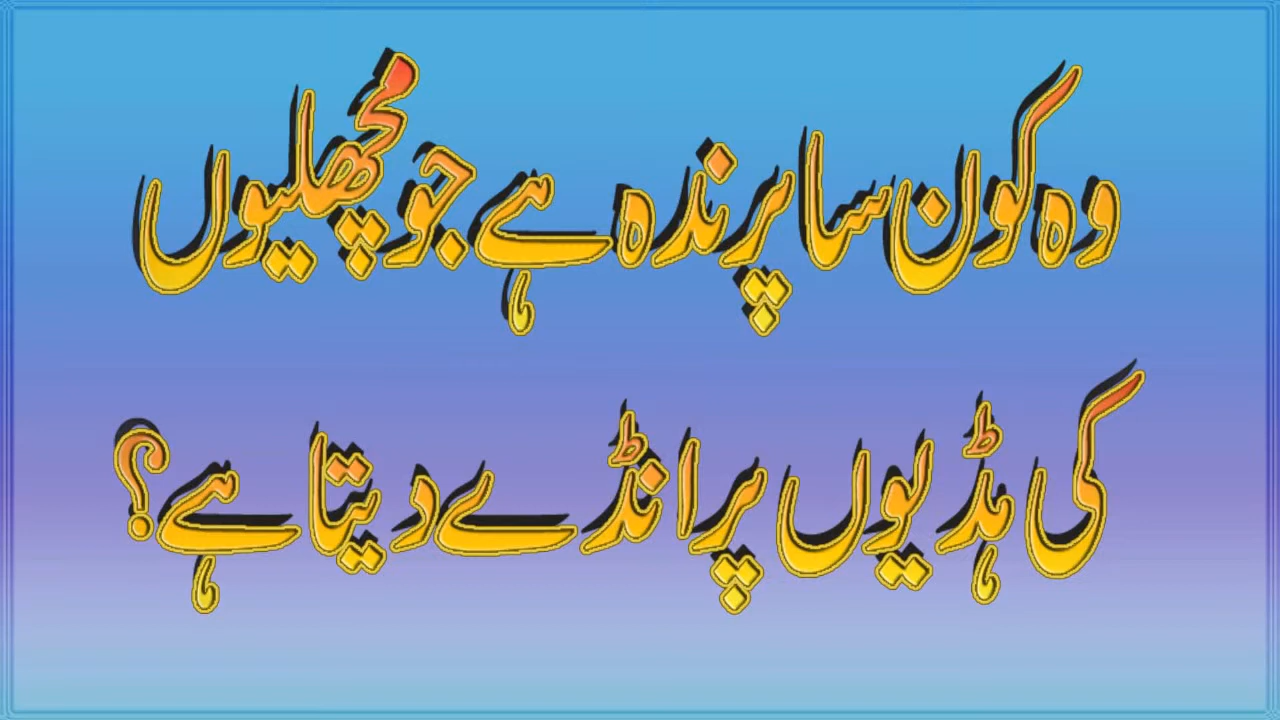 وہ کون سا پرندہ ہے جو مچھلیوں
کی ہڈیوں پر انڈے دیتا ہے؟